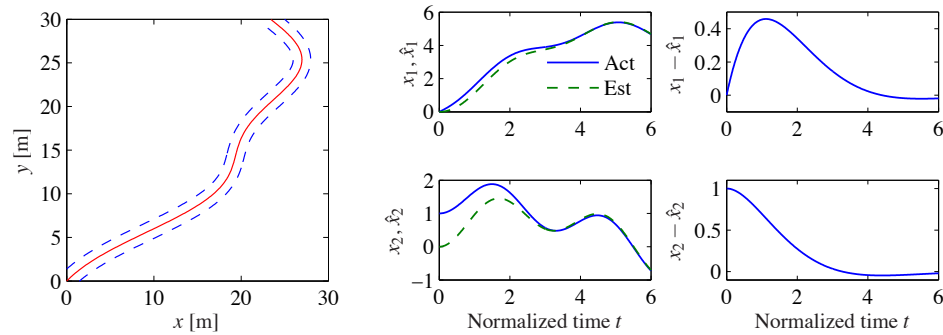 30
25
20
15
10
5
0
y [m]
0 10 20 30
x [m]
6
4
2
0
x₁, x̂₁
Act
Est
0 2 4 6
0.4
0.2
0
x₁ − x̂₁
0 2 4 6
2
1
0
−1
x₂, x̂₂
0 2 4 6
Normalized time t
1
0.5
0
x₂ − x̂₂
0 2 4 6
Normalized time t